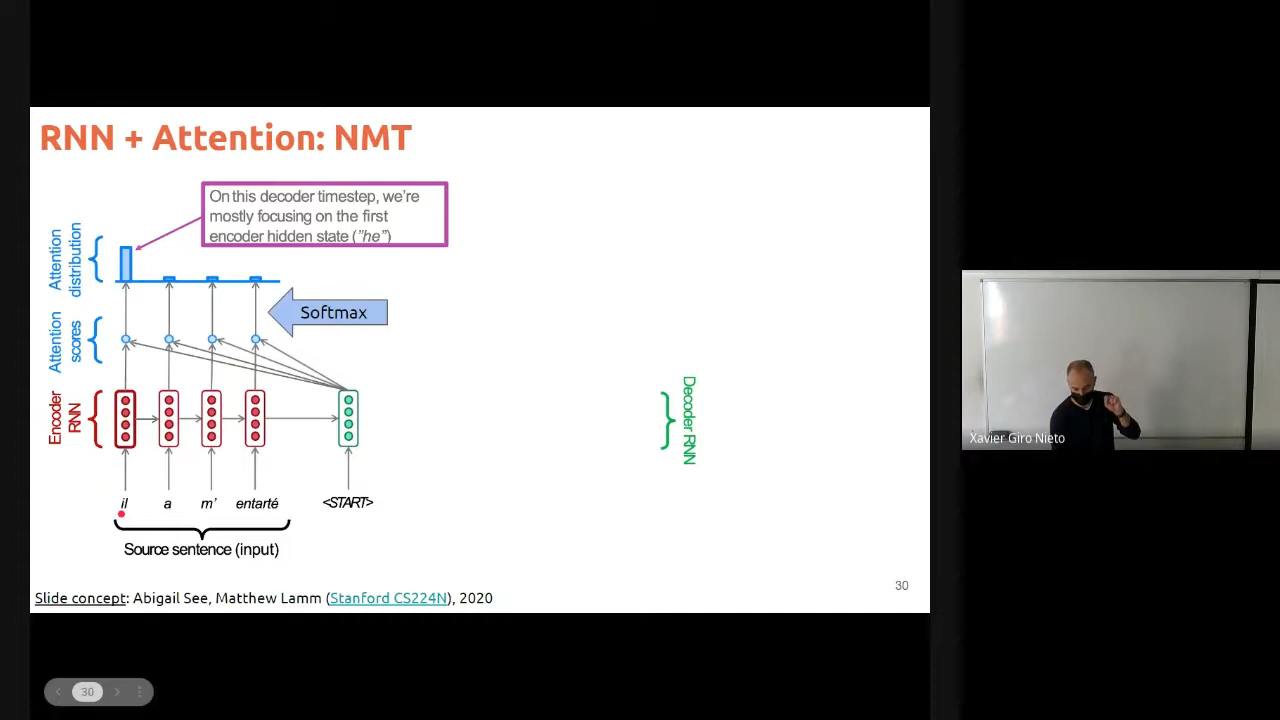 RNN + Attention: NMT
On this decoder timestep, we're
mostly focusing on the first
encoder hidden state ("he")
Attention
distribution
Softmax
Attention
scores
Encoder
RNN
Decoder RNN
il a m' entarté <START>
Source sentence (input)
30
Slide concept: Abigail See, Matthew Lamm (Stanford CS224N), 2020
Xavier Giro Nieto
30